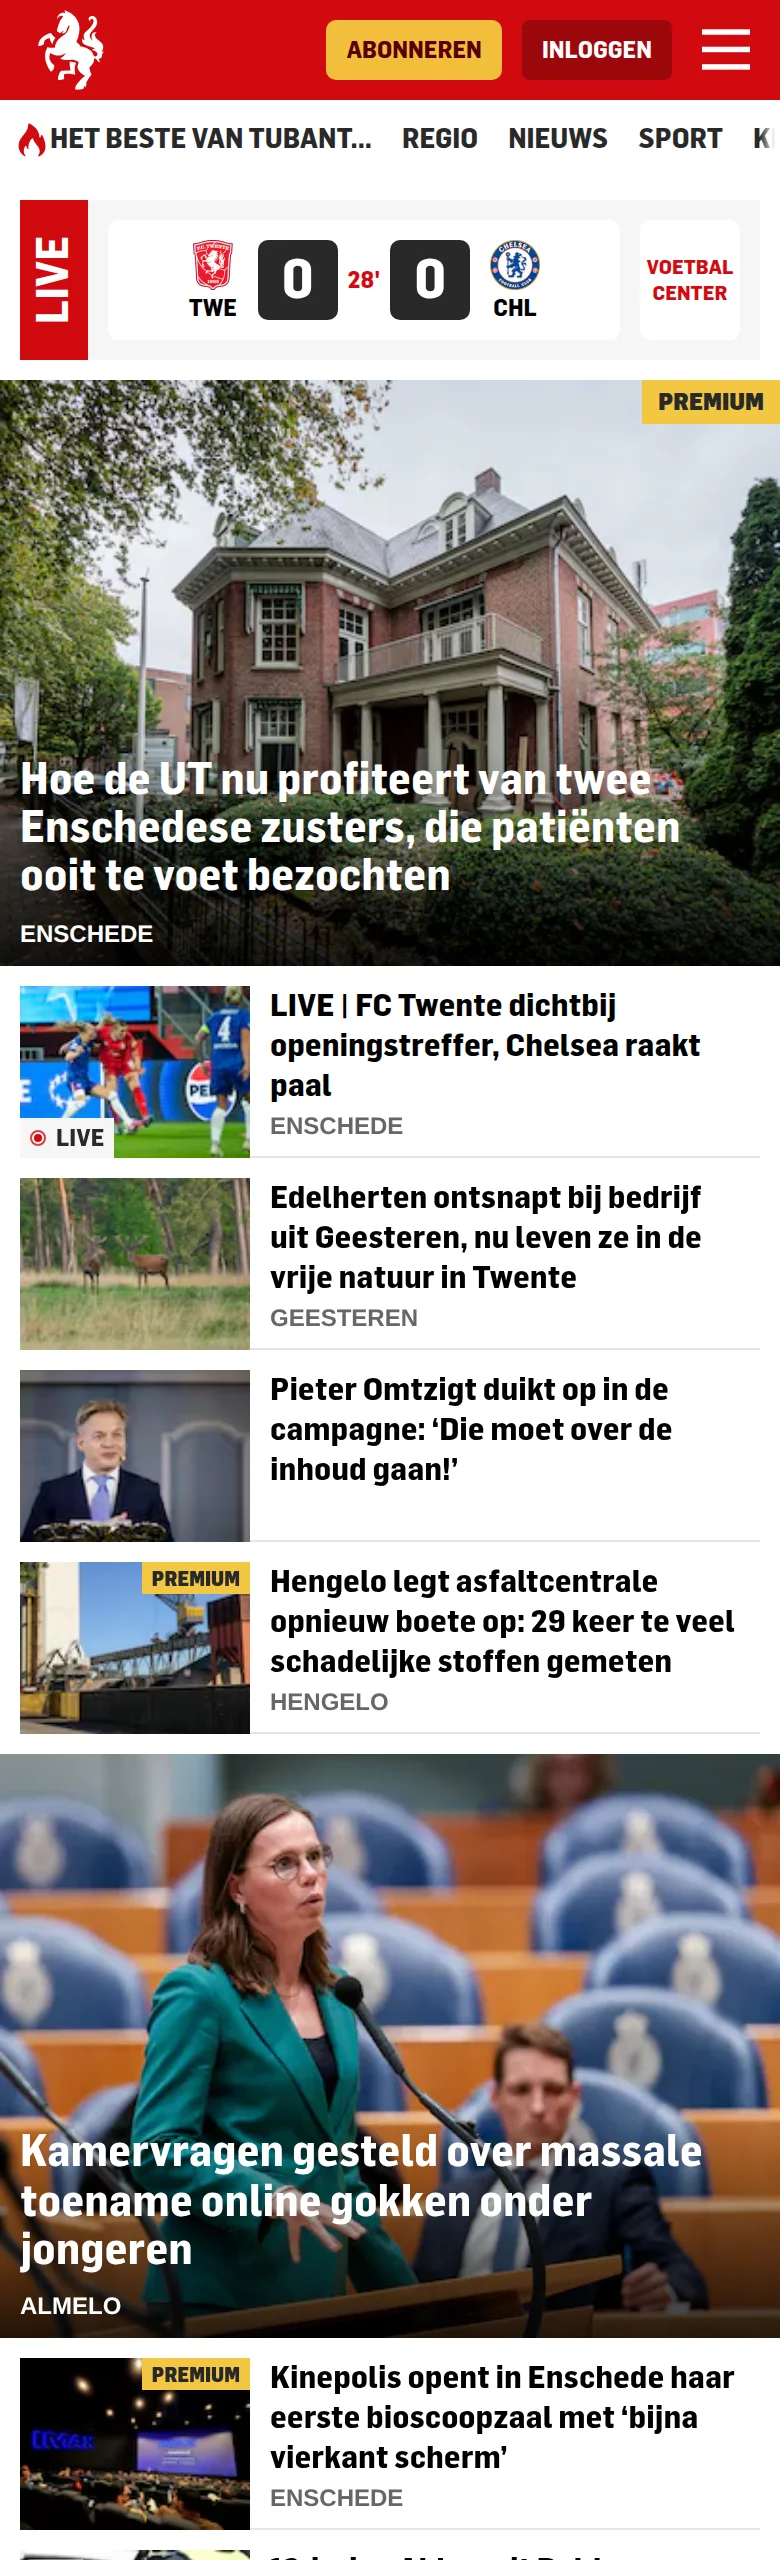 ABONNEREN
INLOGGEN
HET BESTE VAN TUBANT...
REGIO
NIEUWS
SPORT
LIVE
TWE
0
28'
0
CHL
VOETBAL
CENTER
PREMIUM
Hoe de UT nu profiteert van twee
Enschedese zusters, die patiënten
ooit te voet bezochten
ENSCHEDE
LIVE
LIVE | FC Twente dichtbij
openingstreffer, Chelsea raakt
paal
ENSCHEDE
Edelherten ontsnapt bij bedrijf
uit Geesteren, nu leven ze in de
vrije natuur in Twente
GEESTEREN
Pieter Omtzigt duikt op in de
campagne: ‘Die moet over de
inhoud gaan!’
PREMIUM
Hengelo legt asfaltcentrale
opnieuw boete op: 29 keer te veel
schadelijke stoffen gemeten
HENGELO
Kamervragen gesteld over massale
toename online gokken onder
jongeren
ALMELO
PREMIUM
IMAX
Kinepolis opent in Enschede haar
eerste bioscoopzaal met ‘bijna
vierkant scherm’
ENSCHEDE